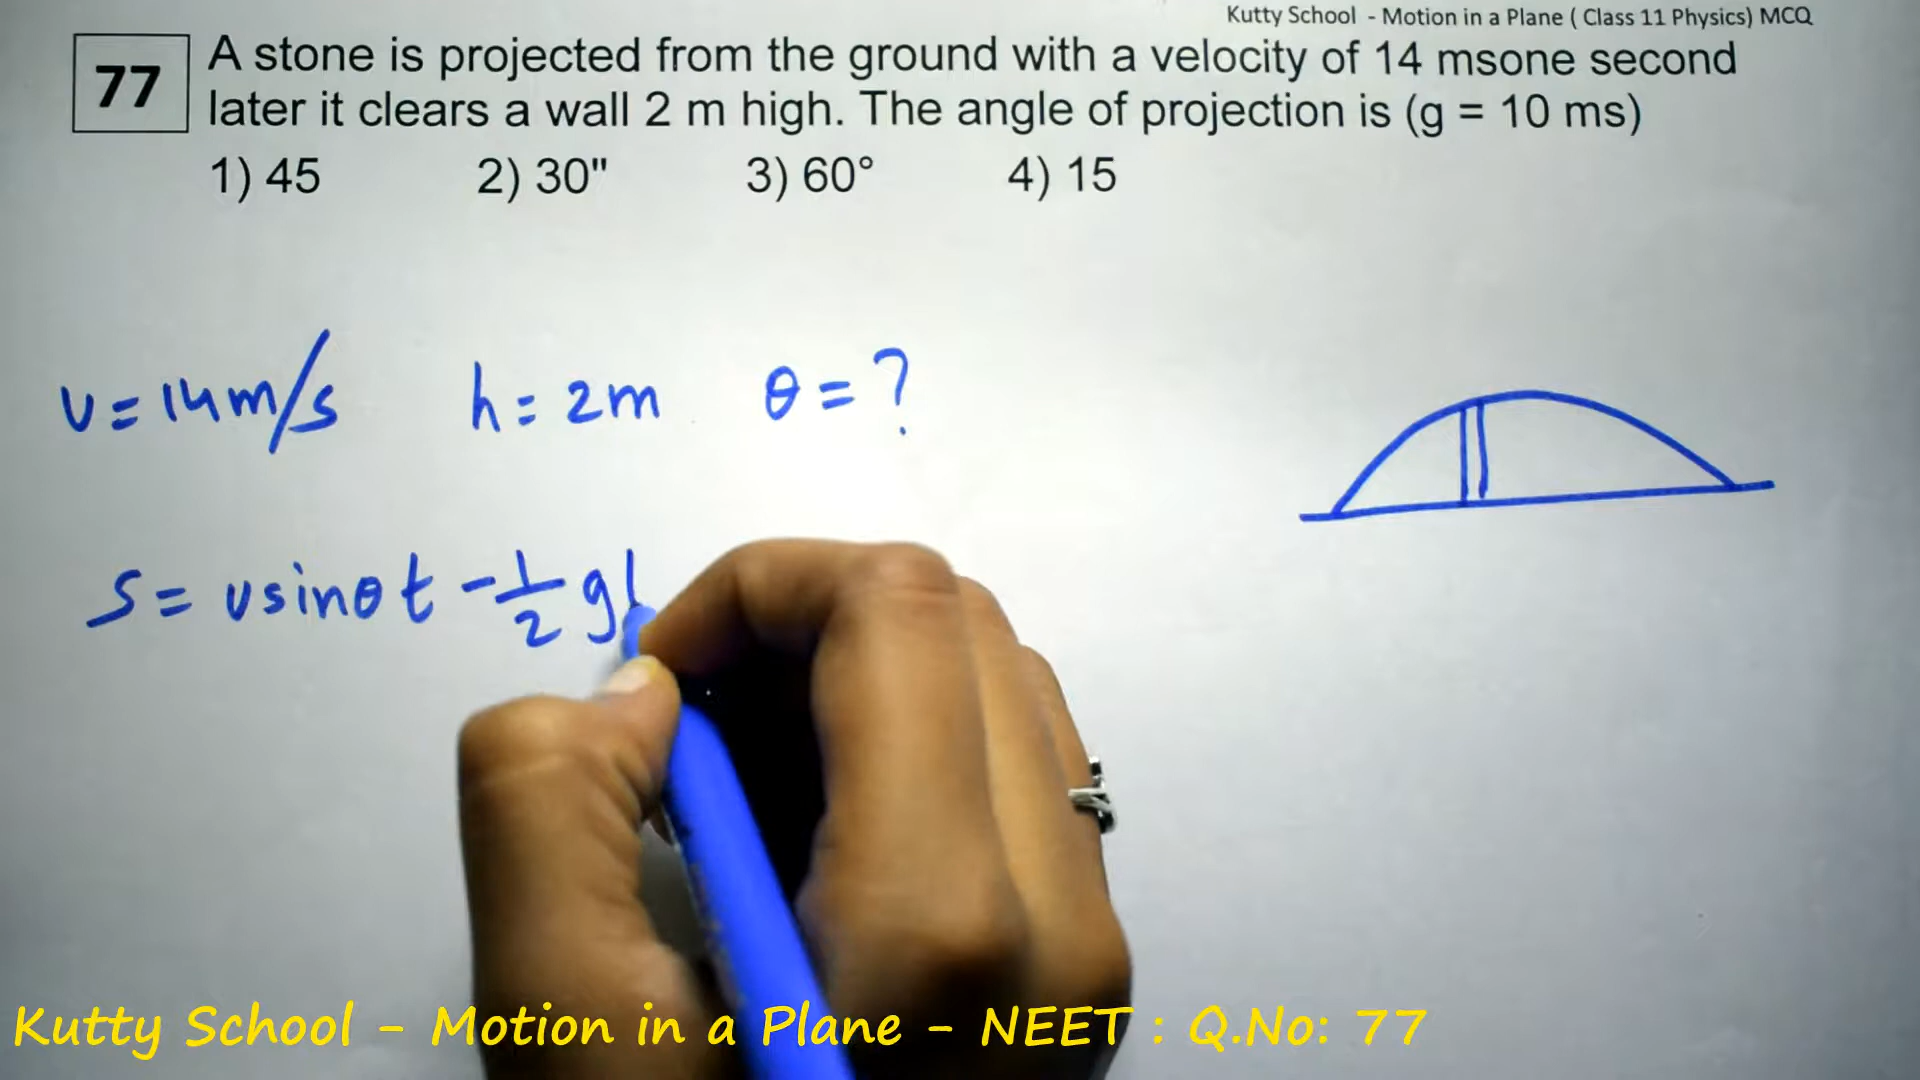 Kutty School - Motion in a Plane ( Class 11 Physics) MCQ
77
A stone is projected from the ground with a velocity of 14 msone second
later it clears a wall 2 m high. The angle of projection is (g = 10 ms)
1) 45 2) 30" 3) 60° 4) 15
u = 14 m/s h = 2m θ = ?
S = u sinθ t - 1/2 g
Kutty School - Motion in a Plane - NEET : Q.No: 77